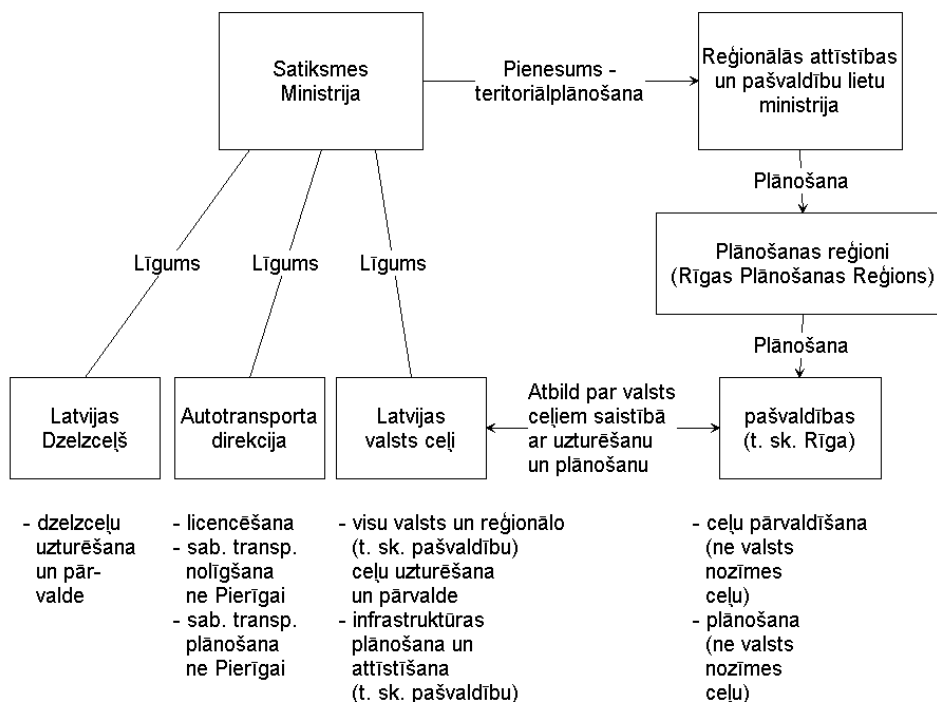 Satiksmes
Ministrija
Pienesums -
teritoriālplānošana
Reģionālās attīstības
un pašvaldību lietu
ministrija
Plānošana
Plānošanas reģioni
(Rīgas Plānošanas Reģions)
Līgums
Līgums
Līgums
Plānošana
Latvijas
Dzelzceļš
Autotransporta
direkcija
Latvijas
valsts ceļi
Atbild par valsts
ceļiem saistībā
ar uzturēšanu
un plānošanu
pašvaldības
(t. sk. Rīga)
- dzelzceļu
uzturēšana
un pār-
valde
- licencēšana
- sab. transp.
nolīgšana
ne Pierīgai
- sab. transp.
plānošana
ne Pierīgai
- visu valsts un reģionālo
(t. sk. pašvaldību)
ceļu uzturēšana
un pārvalde
- infrastruktūras
plānošana un
attīstīšana
(t. sk. pašvaldību)
- ceļu pārvaldīšana
(ne valsts
nozīmes
ceļu)
- plānošana
(ne valsts
nozīmes
ceļu)